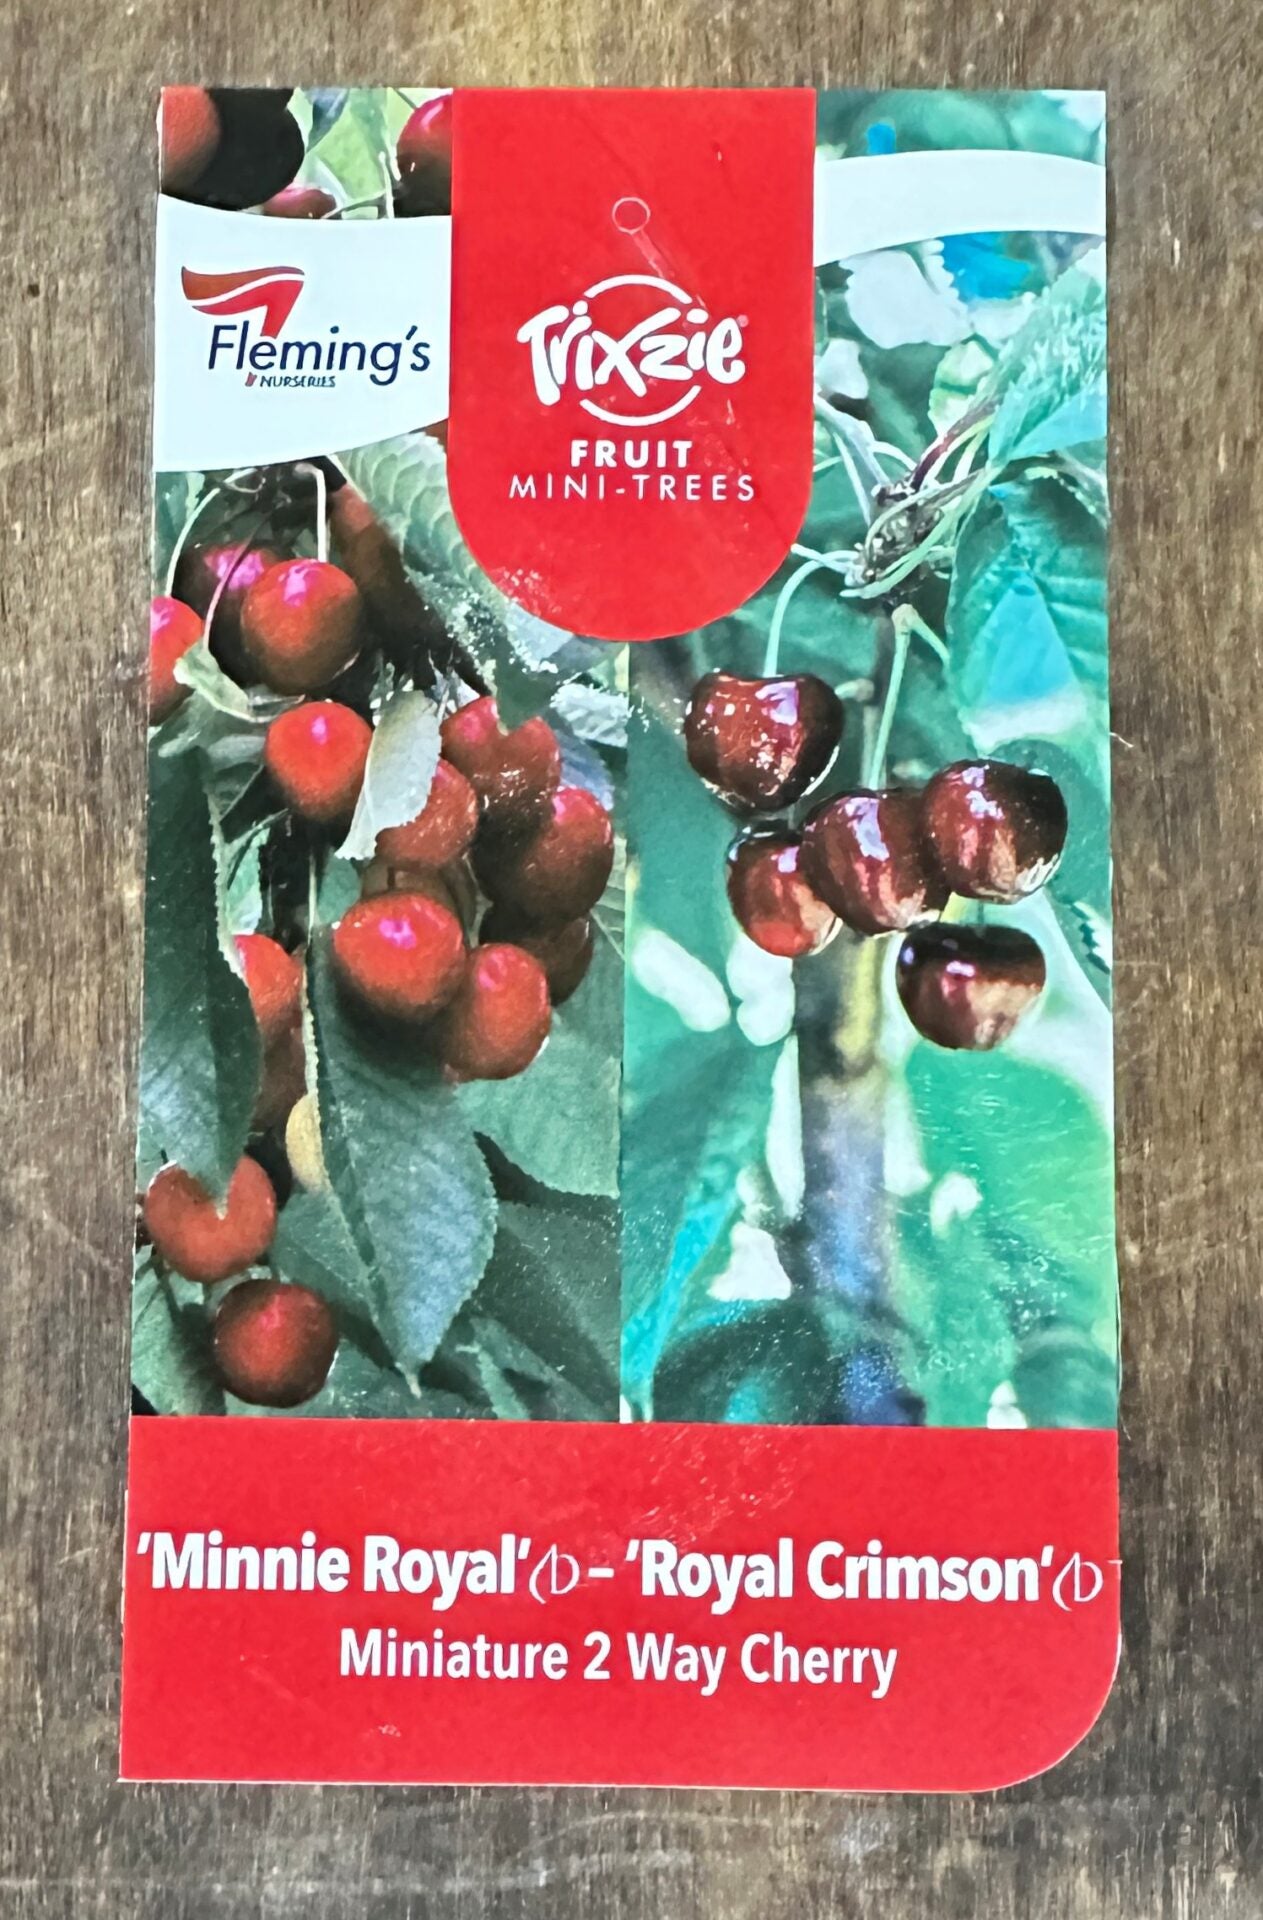 Fleming's
NURSERIES
Trixzie®
FRUIT
MINI-TREES
'Minnie Royal' – 'Royal Crimson'
Miniature 2 Way Cherry